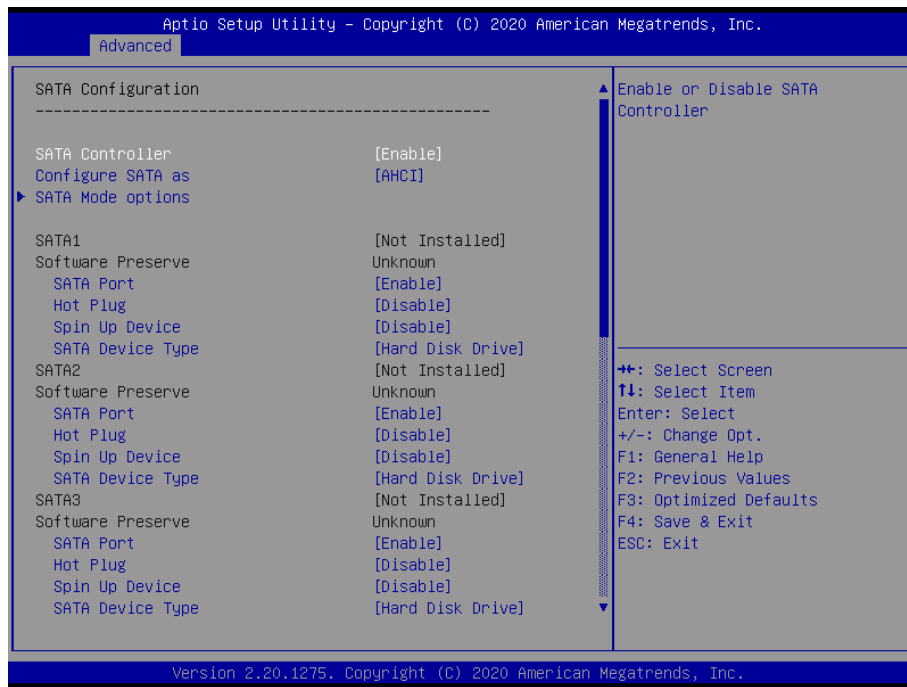 Aptio Setup Utility – Copyright (C) 2020 American Megatrends, Inc.
Advanced
SATA Configuration
--------------------------------------------------
SATA Controller [Enable]
Configure SATA as [AHCI]
SATA Mode options
SATA1 [Not Installed]
Software Preserve Unknown
SATA Port [Enable]
Hot Plug [Disable]
Spin Up Device [Disable]
SATA Device Type [Hard Disk Drive]
SATA2 [Not Installed]
Software Preserve Unknown
SATA Port [Enable]
Hot Plug [Disable]
Spin Up Device [Disable]
SATA Device Type [Hard Disk Drive]
SATA3 [Not Installed]
Software Preserve Unknown
SATA Port [Enable]
Hot Plug [Disable]
Spin Up Device [Disable]
SATA Device Type [Hard Disk Drive]
Enable or Disable SATA
Controller
→←: Select Screen
↑↓: Select Item
Enter: Select
+/-: Change Opt.
F1: General Help
F2: Previous Values
F3: Optimized Defaults
F4: Save & Exit
ESC: Exit
Version 2.20.1275. Copyright (C) 2020 American Megatrends, Inc.